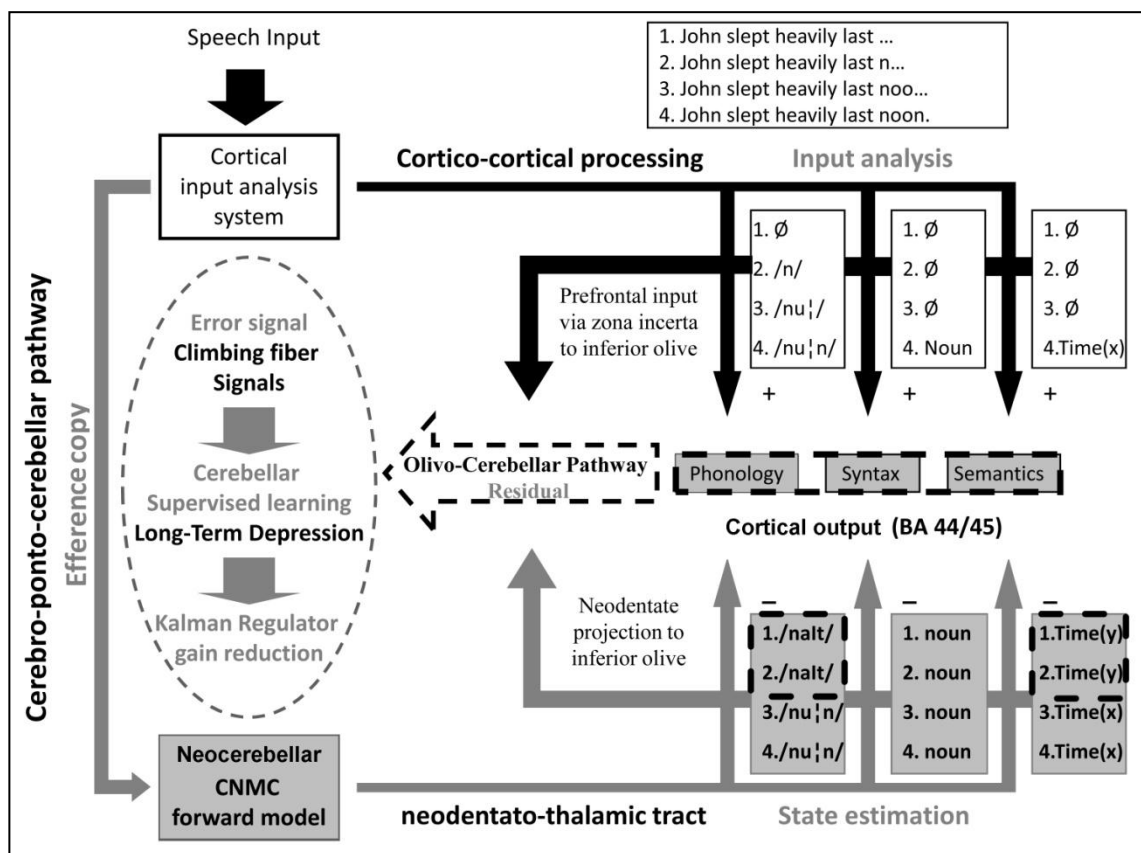 Speech Input
1. John slept heavily last ...
2. John slept heavily last n...
3. John slept heavily last noo...
4. John slept heavily last noon.
Cortical
input analysis
system
Cortico-cortical processing
Input analysis
1. Ø
2. /n/
3. /nu¦/
4. /nu¦n/
+
1. Ø
2. Ø
3. Ø
4. Noun
+
1. Ø
2. Ø
3. Ø
4.Time(x)
+
Prefrontal input
via zona incerta
to inferior olive
Cerebro-ponto-cerebellar pathway
Efference copy
Error signal
Climbing fiber
Signals
Cerebellar
Supervised learning
Long-Term Depression
Kalman Regulator
gain reduction
Olivo-Cerebellar Pathway
Residual
Phonology
Syntax
Semantics
Cortical output (BA 44/45)
Neodentate
projection to
inferior olive
–
1./naIt/
2./naIt/
3./nu¦n/
4./nu¦n/
–
1. noun
2. noun
3. noun
4. noun
–
1.Time(y)
2.Time(y)
3.Time(x)
4.Time(x)
Neocerebellar
CNMC
forward model
neodentato-thalamic tract
State estimation